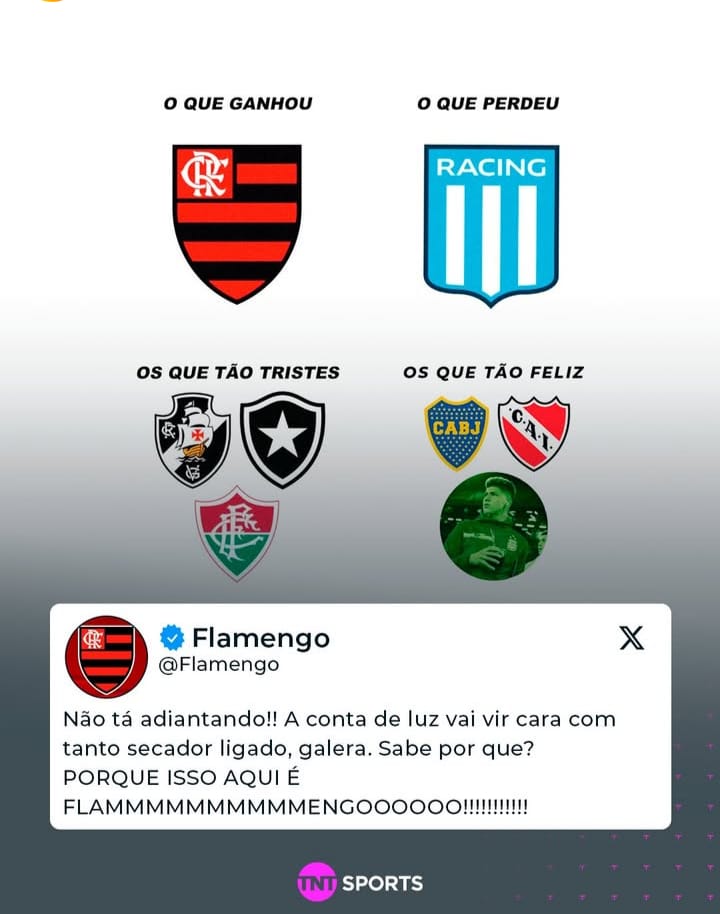 O QUE GANHOU
O QUE PERDEU
CRF
RACING
OS QUE TÃO TRISTES
OS QUE TÃO FELIZ
CABJ
C.A.I.
Flamengo
@Flamengo
Não tá adiantando!! A conta de luz vai vir cara com
tanto secador ligado, galera. Sabe por que?
PORQUE ISSO AQUI É
FLAMMMMMMMMMMENGOOOOOO!!!!!!!!!!!
TNT SPORTS